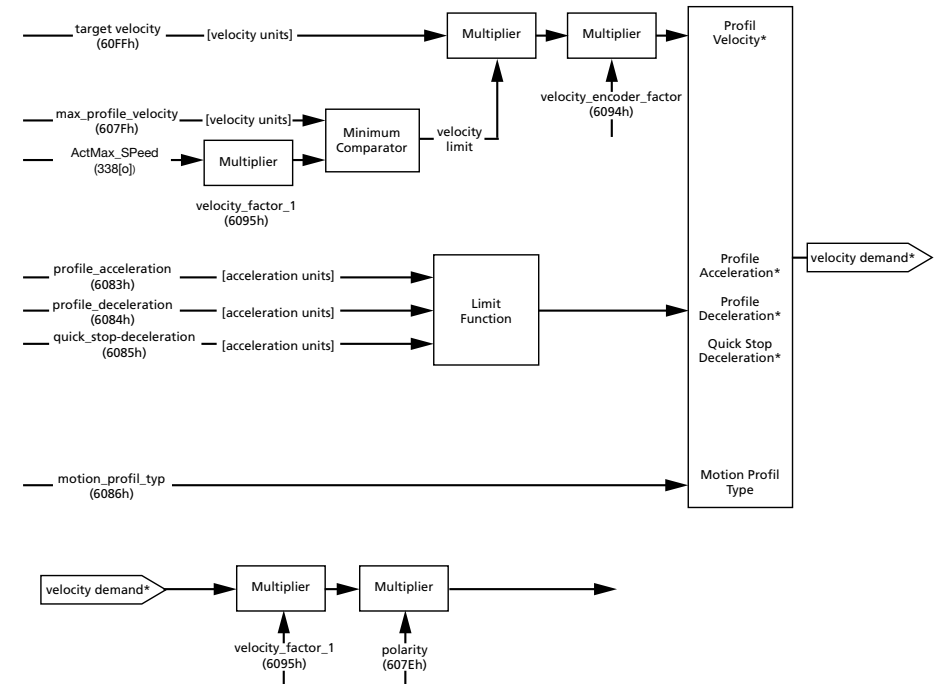 target velocity
(60FFh)
[velocity units]
Multiplier
Multiplier
Profil
Velocity*
velocity_encoder_factor
(6094h)
max_profile_velocity
(607Fh)
[velocity units]
Minimum
Comparator
velocity
limit
ActMax_SPeed
(338[o])
Multiplier
velocity_factor_1
(6095h)
velocity demand*
profile_acceleration
(6083h)
[acceleration units]
profile_deceleration
(6084h)
[acceleration units]
quick_stop-deceleration
(6085h)
[acceleration units]
Limit
Function
Profile
Acceleration*
Profile
Deceleration*
Quick Stop
Deceleration*
motion_profil_typ
(6086h)
Motion Profil
Type
velocity demand*
Multiplier
Multiplier
velocity_factor_1
(6095h)
polarity
(607Eh)